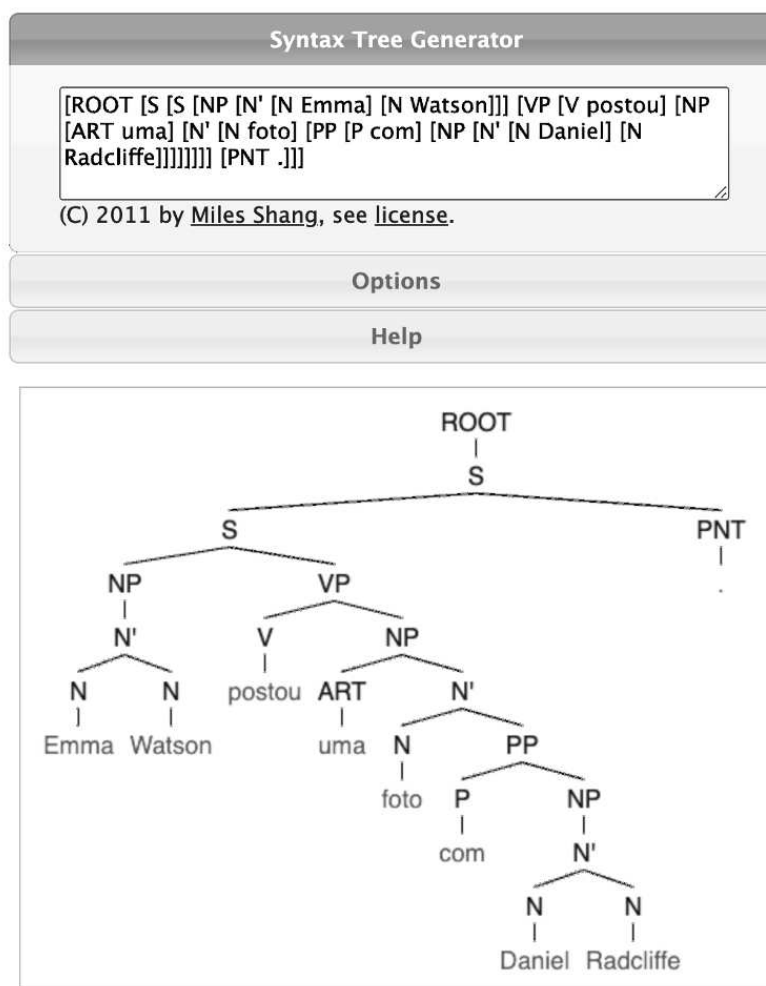 Syntax Tree Generator
[ROOT [S [S [NP [N' [N Emma] [N Watson]]] [VP [V postou] [NP
[ART uma] [N' [N foto] [PP [P com] [NP [N' [N Daniel] [N
Radcliffe]]]]]]]] [PNT .]]]
(C) 2011 by Miles Shang, see license.
Options
Help
ROOT
S
S PNT
NP VP .
N' V NP
N N postou ART N'
Emma Watson uma N PP
foto P NP
com N'
N N
Daniel Radcliffe